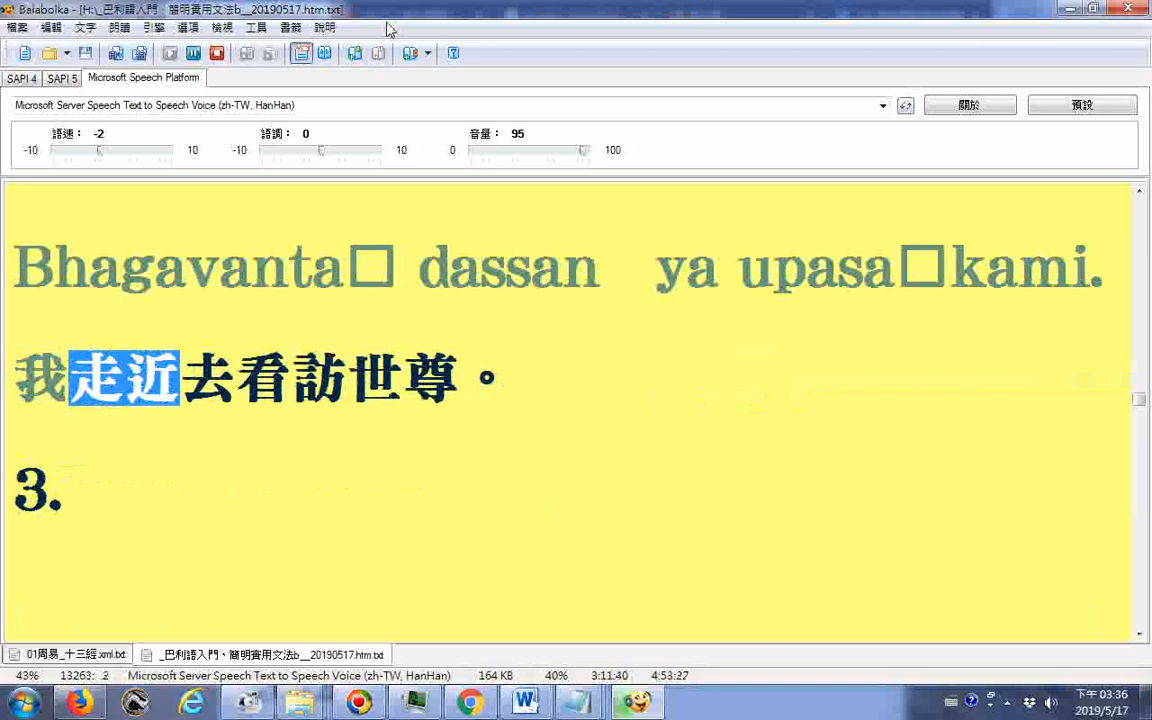 Balabolka - [H:\_巴利語入門、簡明實用文法b__20190517.htm.txt]
檔案 編輯 文字 朗讀 引擎 選項 檢視 工具 書籤 說明
SAPI 4 SAPI 5 Microsoft Speech Platform
Microsoft Server Speech Text to Speech Voice (zh-TW, HanHan) 關於 預設
語速： -2 語調： 0 音量： 95
-10 10 -10 10 0 100
Bhagavanta□ dassan ya upasa□kami.
我走近去看訪世尊。
3.
01周易_十三經.xml.txt _巴利語入門、簡明實用文法b__20190517.htm.txt
43% 13263: 2 Microsoft Server Speech Text to Speech Voice (zh-TW, HanHan) 164 KB 40% 3:11:40 4:53:27
下午 03:36
2019/5/17